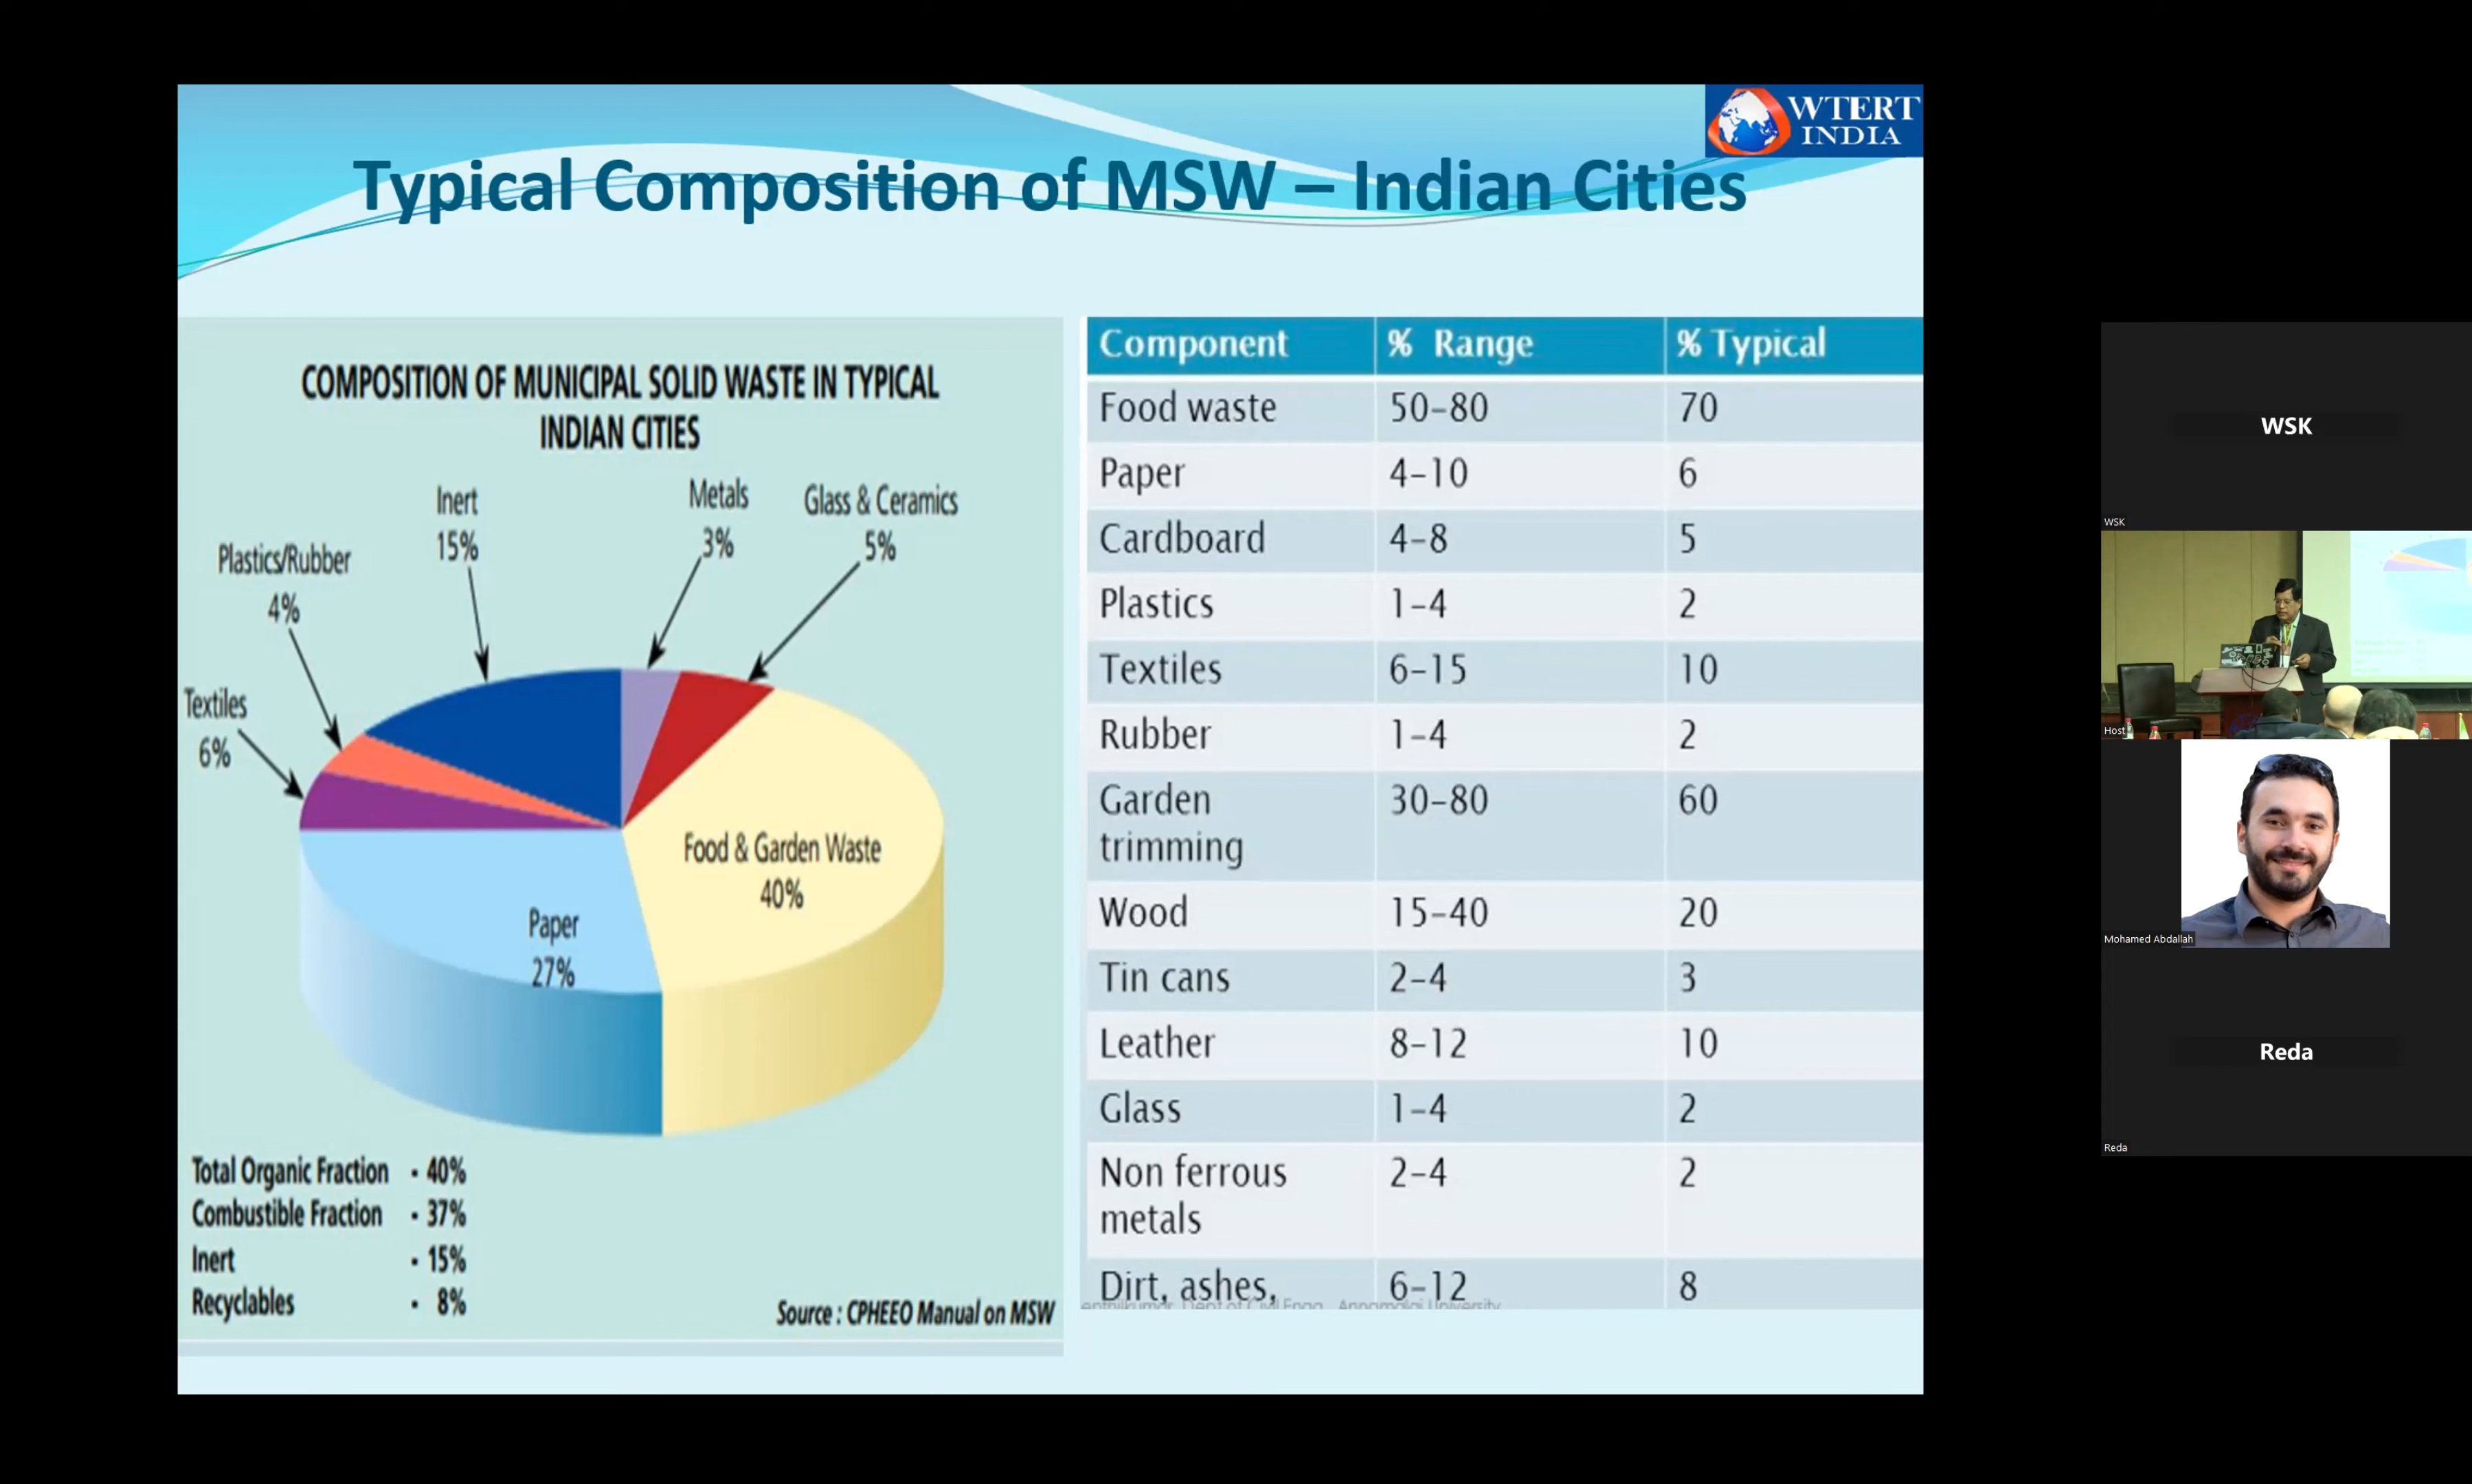 WTERT
INDIA
Typical Composition of MSW – Indian Cities
COMPOSITION OF MUNICIPAL SOLID WASTE IN TYPICAL
INDIAN CITIES
Inert
15%
Metals
3%
Glass & Ceramics
5%
Plastics/Rubber
4%
Textiles
6%
Food & Garden Waste
40%
Paper
27%
Total Organic Fraction - 40%
Combustible Fraction - 37%
Inert - 15%
Recyclables - 8%
Source : CPHEEO Manual on MSW
Component % Range % Typical
Food waste 50–80 70
Paper 4–10 6
Cardboard 4–8 5
Plastics 1–4 2
Textiles 6–15 10
Rubber 1–4 2
Garden trimming 30–80 60
Wood 15–40 20
Tin cans 2–4 3
Leather 8–12 10
Glass 1–4 2
Non ferrous metals 2–4 2
Dirt, ashes, 6–12 8
Dept of Civil Engg., Annamalai University
WSK
WSK
Host
Mohamed Abdallah
Reda
Reda